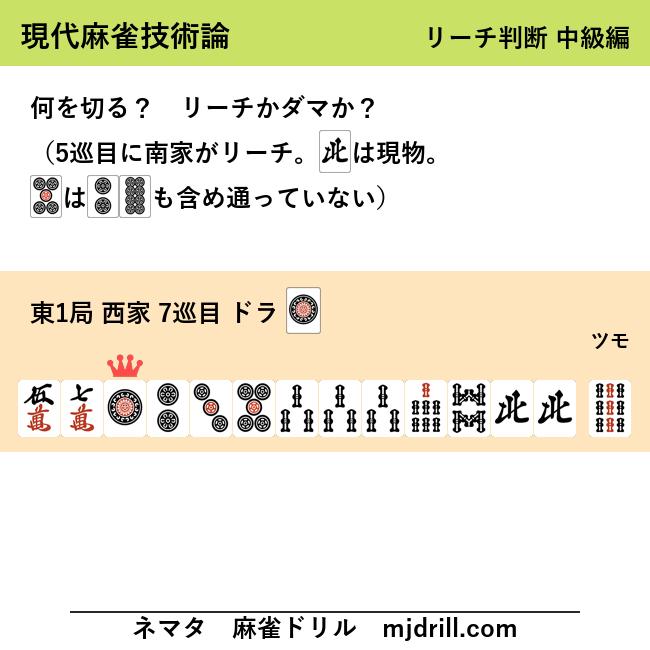 現代麻雀技術論
リーチ判断 中級編
何を切る？　リーチかダマか？
（5巡目に南家がリーチ。北は現物。
は も含め通っていない）
東1局 西家 7巡目 ドラ
ツモ
伍萬 七萬 北 北
ネマタ　麻雀ドリル　mjdrill.com